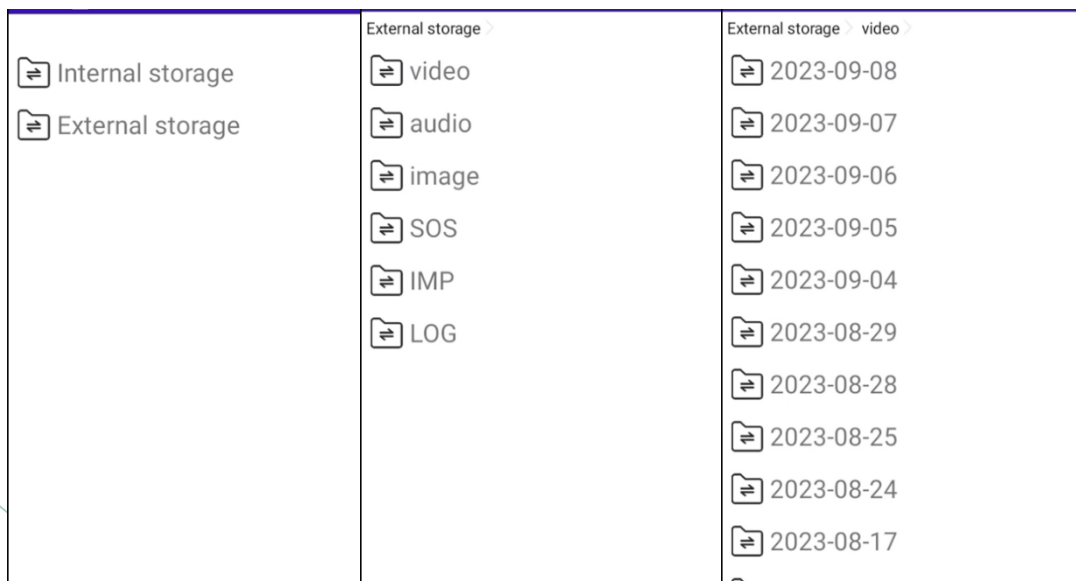 Internal storage
External storage
External storage
video
audio
image
SOS
IMP
LOG
External storage video
2023-09-08
2023-09-07
2023-09-06
2023-09-05
2023-09-04
2023-08-29
2023-08-28
2023-08-25
2023-08-24
2023-08-17